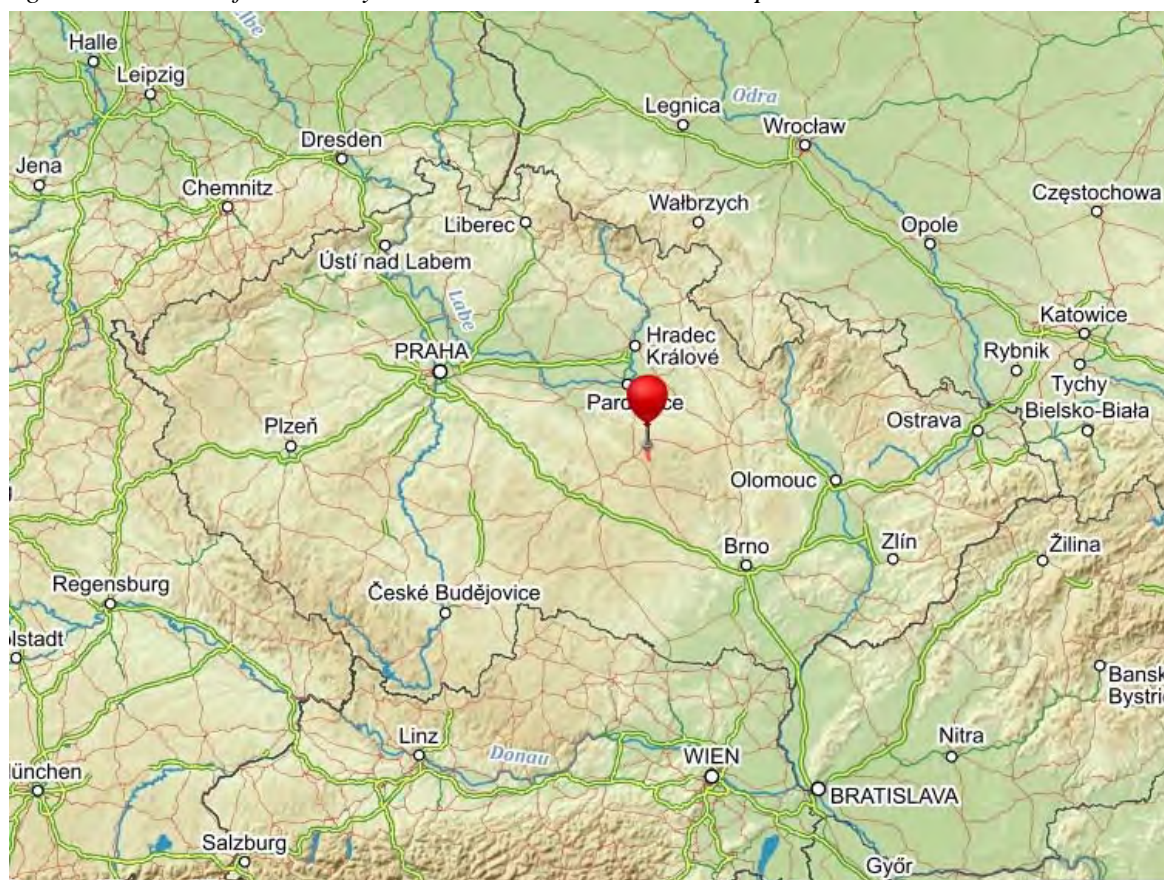 Halle
Leipzig
Elbe
Legnica
Odra
Wrocław
Dresden
Jena
Chemnitz
Częstochowa
Wałbrzych
Liberec
Opole
Ústí nad Labem
Labe
Katowice
Hradec
Králové
PRAHA
Rybnik
Tychy
Bielsko-Biała
Plzeň
Ostrava
Olomouc
Brno
Zlín
Žilina
Regensburg
České Budějovice
Linz
Donau
WIEN
Nitra
BRATISLAVA
Salzburg
Győr